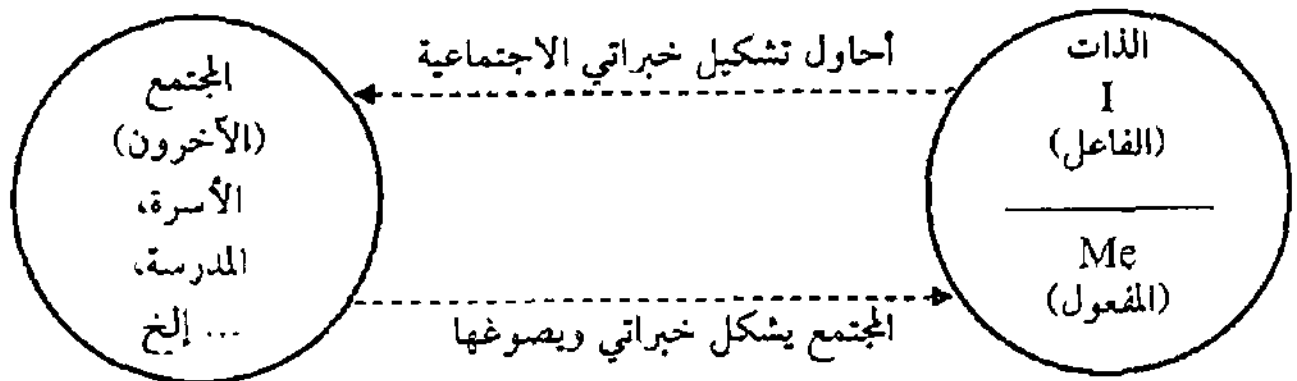 الذات
I
(الفاعل)
Me
(المفعول)
أحاول تشكيل خبراتي الاجتماعية
المجتمع يشكل خبراتي ويصوغها
المجتمع
(الآخرون)
الأسرة،
المدرسة،
... إلخ